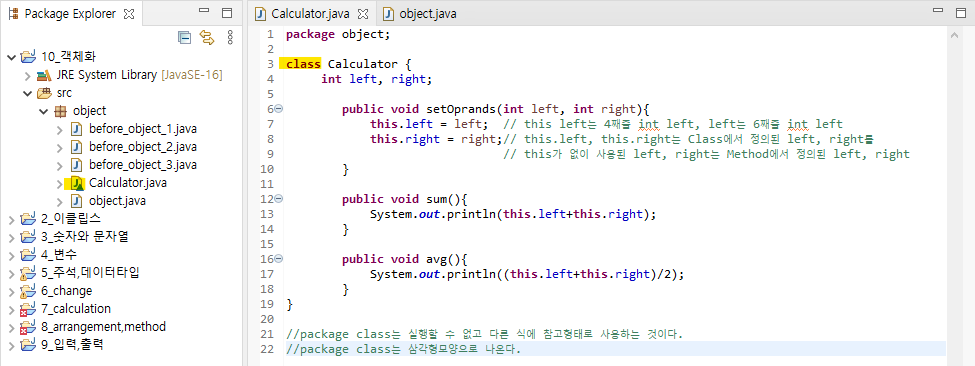 Package Explorer
10_객체화
JRE System Library [JavaSE-16]
src
object
before_object_1.java
before_object_2.java
before_object_3.java
Calculator.java
object.java
2_이클립스
3_숫자와 문자열
4_변수
5_주석,데이터타입
6_change
7_calculation
8_arrangement,method
9_입력,출력
Calculator.java
object.java
1 package object;
2
3 class Calculator {
4 int left, right;
5
6 public void setOprands(int left, int right){
7 this.left = left; // this left는 4째줄 int left, left는 6째줄 int left
8 this.right = right;// this.left, this.right는 Class에서 정의된 left, right를
9 // this가 없이 사용된 left, right는 Method에서 정의된 left, right
10 }
11
12 public void sum(){
13 System.out.println(this.left+this.right);
14 }
15
16 public void avg(){
17 System.out.println((this.left+this.right)/2);
18 }
19 }
20
21 //package class는 실행할 수 없고 다른 식에 참고형태로 사용하는 것이다.
22 //package class는 삼각형모양으로 나온다.